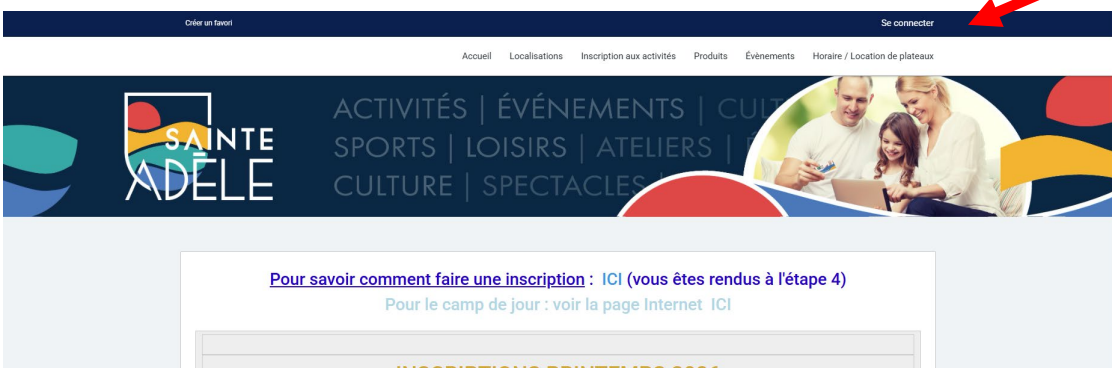 Créer un favori
Se connecter
Accueil Localisations Inscription aux activités Produits Évènements Horaire / Location de plateaux
SAINTE
ADÈLE
ACTIVITÉS | ÉVÉNEMENTS |
SPORTS | LOISIRS | ATELIERS |
CULTURE | SPECTACLES
Pour savoir comment faire une inscription : ICI (vous êtes rendus à l'étape 4)
Pour le camp de jour : voir la page Internet ICI